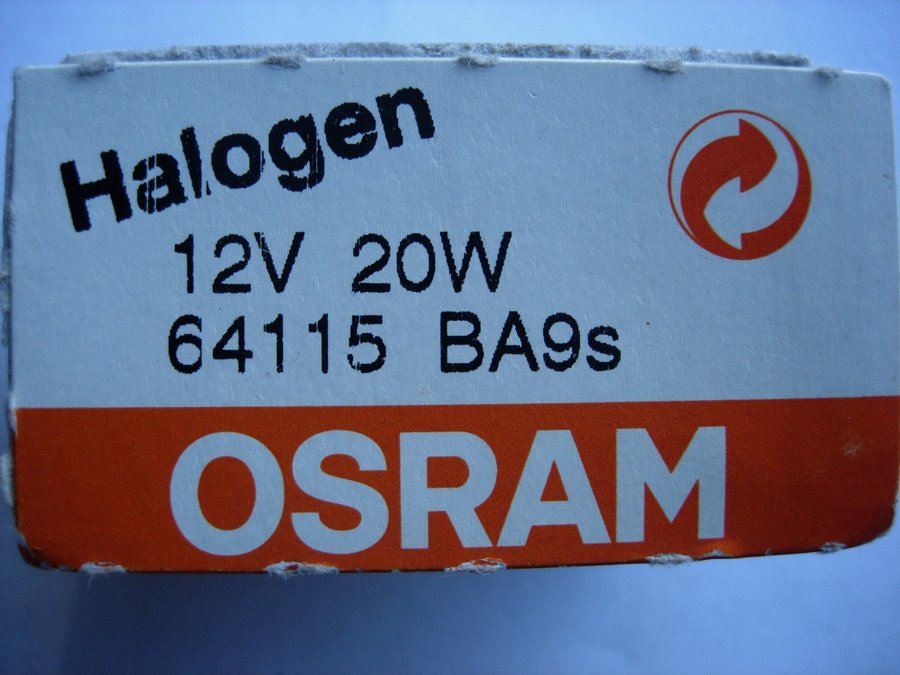 Halogen
12V 20W
64115 BA9s
OSRAM